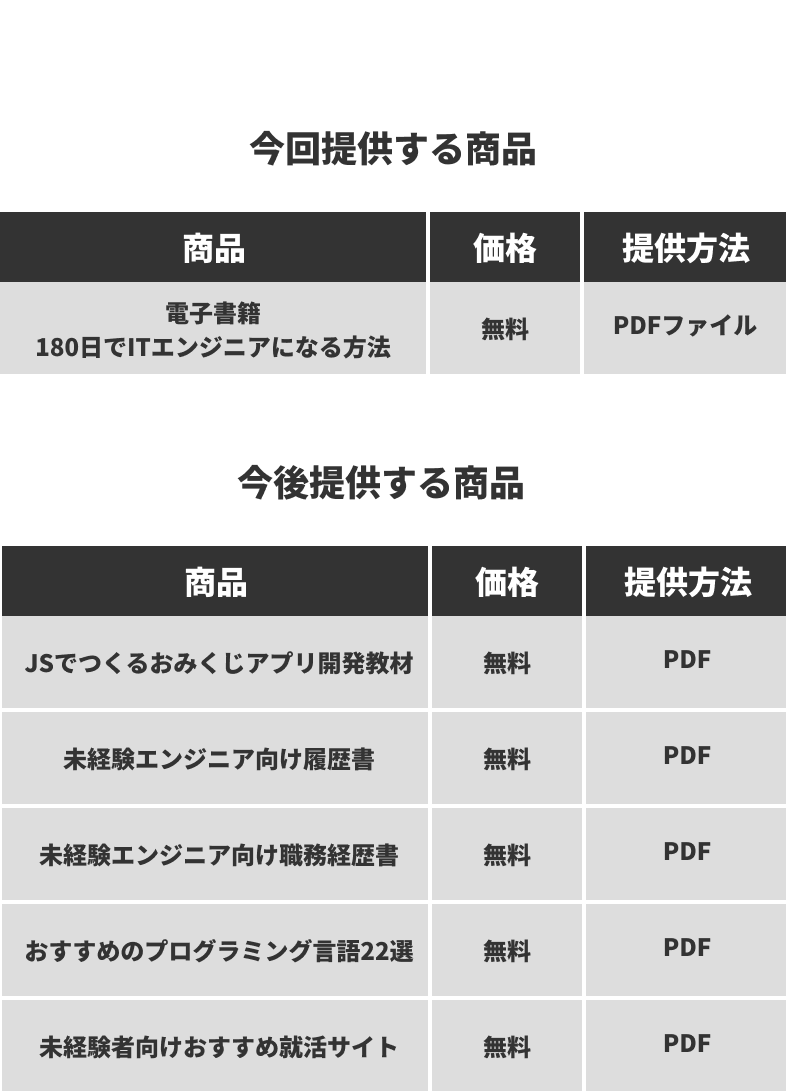 今回提供する商品
商品 価格 提供方法
電子書籍
180日でITエンジニアになる方法 無料 PDFファイル
今後提供する商品
商品 価格 提供方法
JSでつくるおみくじアプリ開発教材 無料 PDF
未経験エンジニア向け履歴書 無料 PDF
未経験エンジニア向け職務経歴書 無料 PDF
おすすめのプログラミング言語22選 無料 PDF
未経験者向けおすすめ就活サイト 無料 PDF